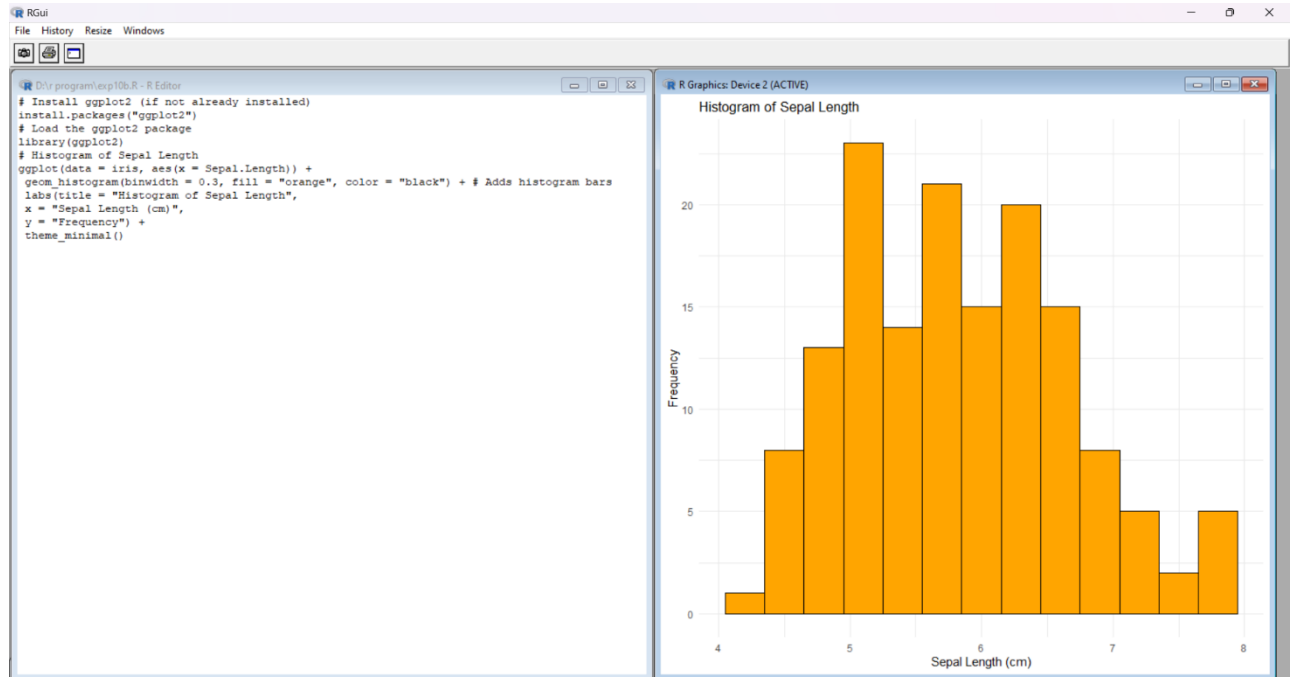 RGui
File History Resize Windows
D:\r program\exp10b.R - R Editor
# Install ggplot2 (if not already installed)
install.packages("ggplot2")
# Load the ggplot2 package
library(ggplot2)
# Histogram of Sepal Length
ggplot(data = iris, aes(x = Sepal.Length)) +
geom_histogram(binwidth = 0.3, fill = "orange", color = "black") + # Adds histogram bars
labs(title = "Histogram of Sepal Length",
x = "Sepal Length (cm)",
y = "Frequency") +
theme_minimal()
R Graphics: Device 2 (ACTIVE)
Histogram of Sepal Length
Frequency
20
15
10
5
0
4 5 6 7 8
Sepal Length (cm)